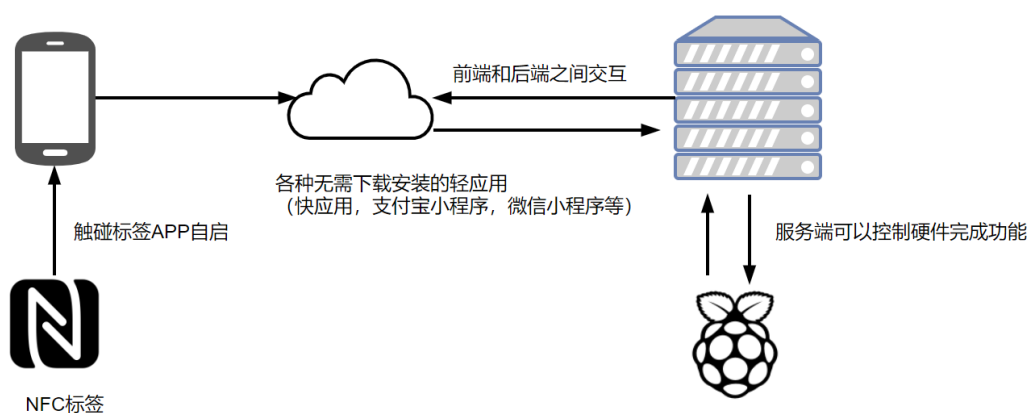 前端和后端之间交互
各种无需下载安装的轻应用
（快应用，支付宝小程序，微信小程序等）
触碰标签APP自启
服务端可以控制硬件完成功能
NFC标签